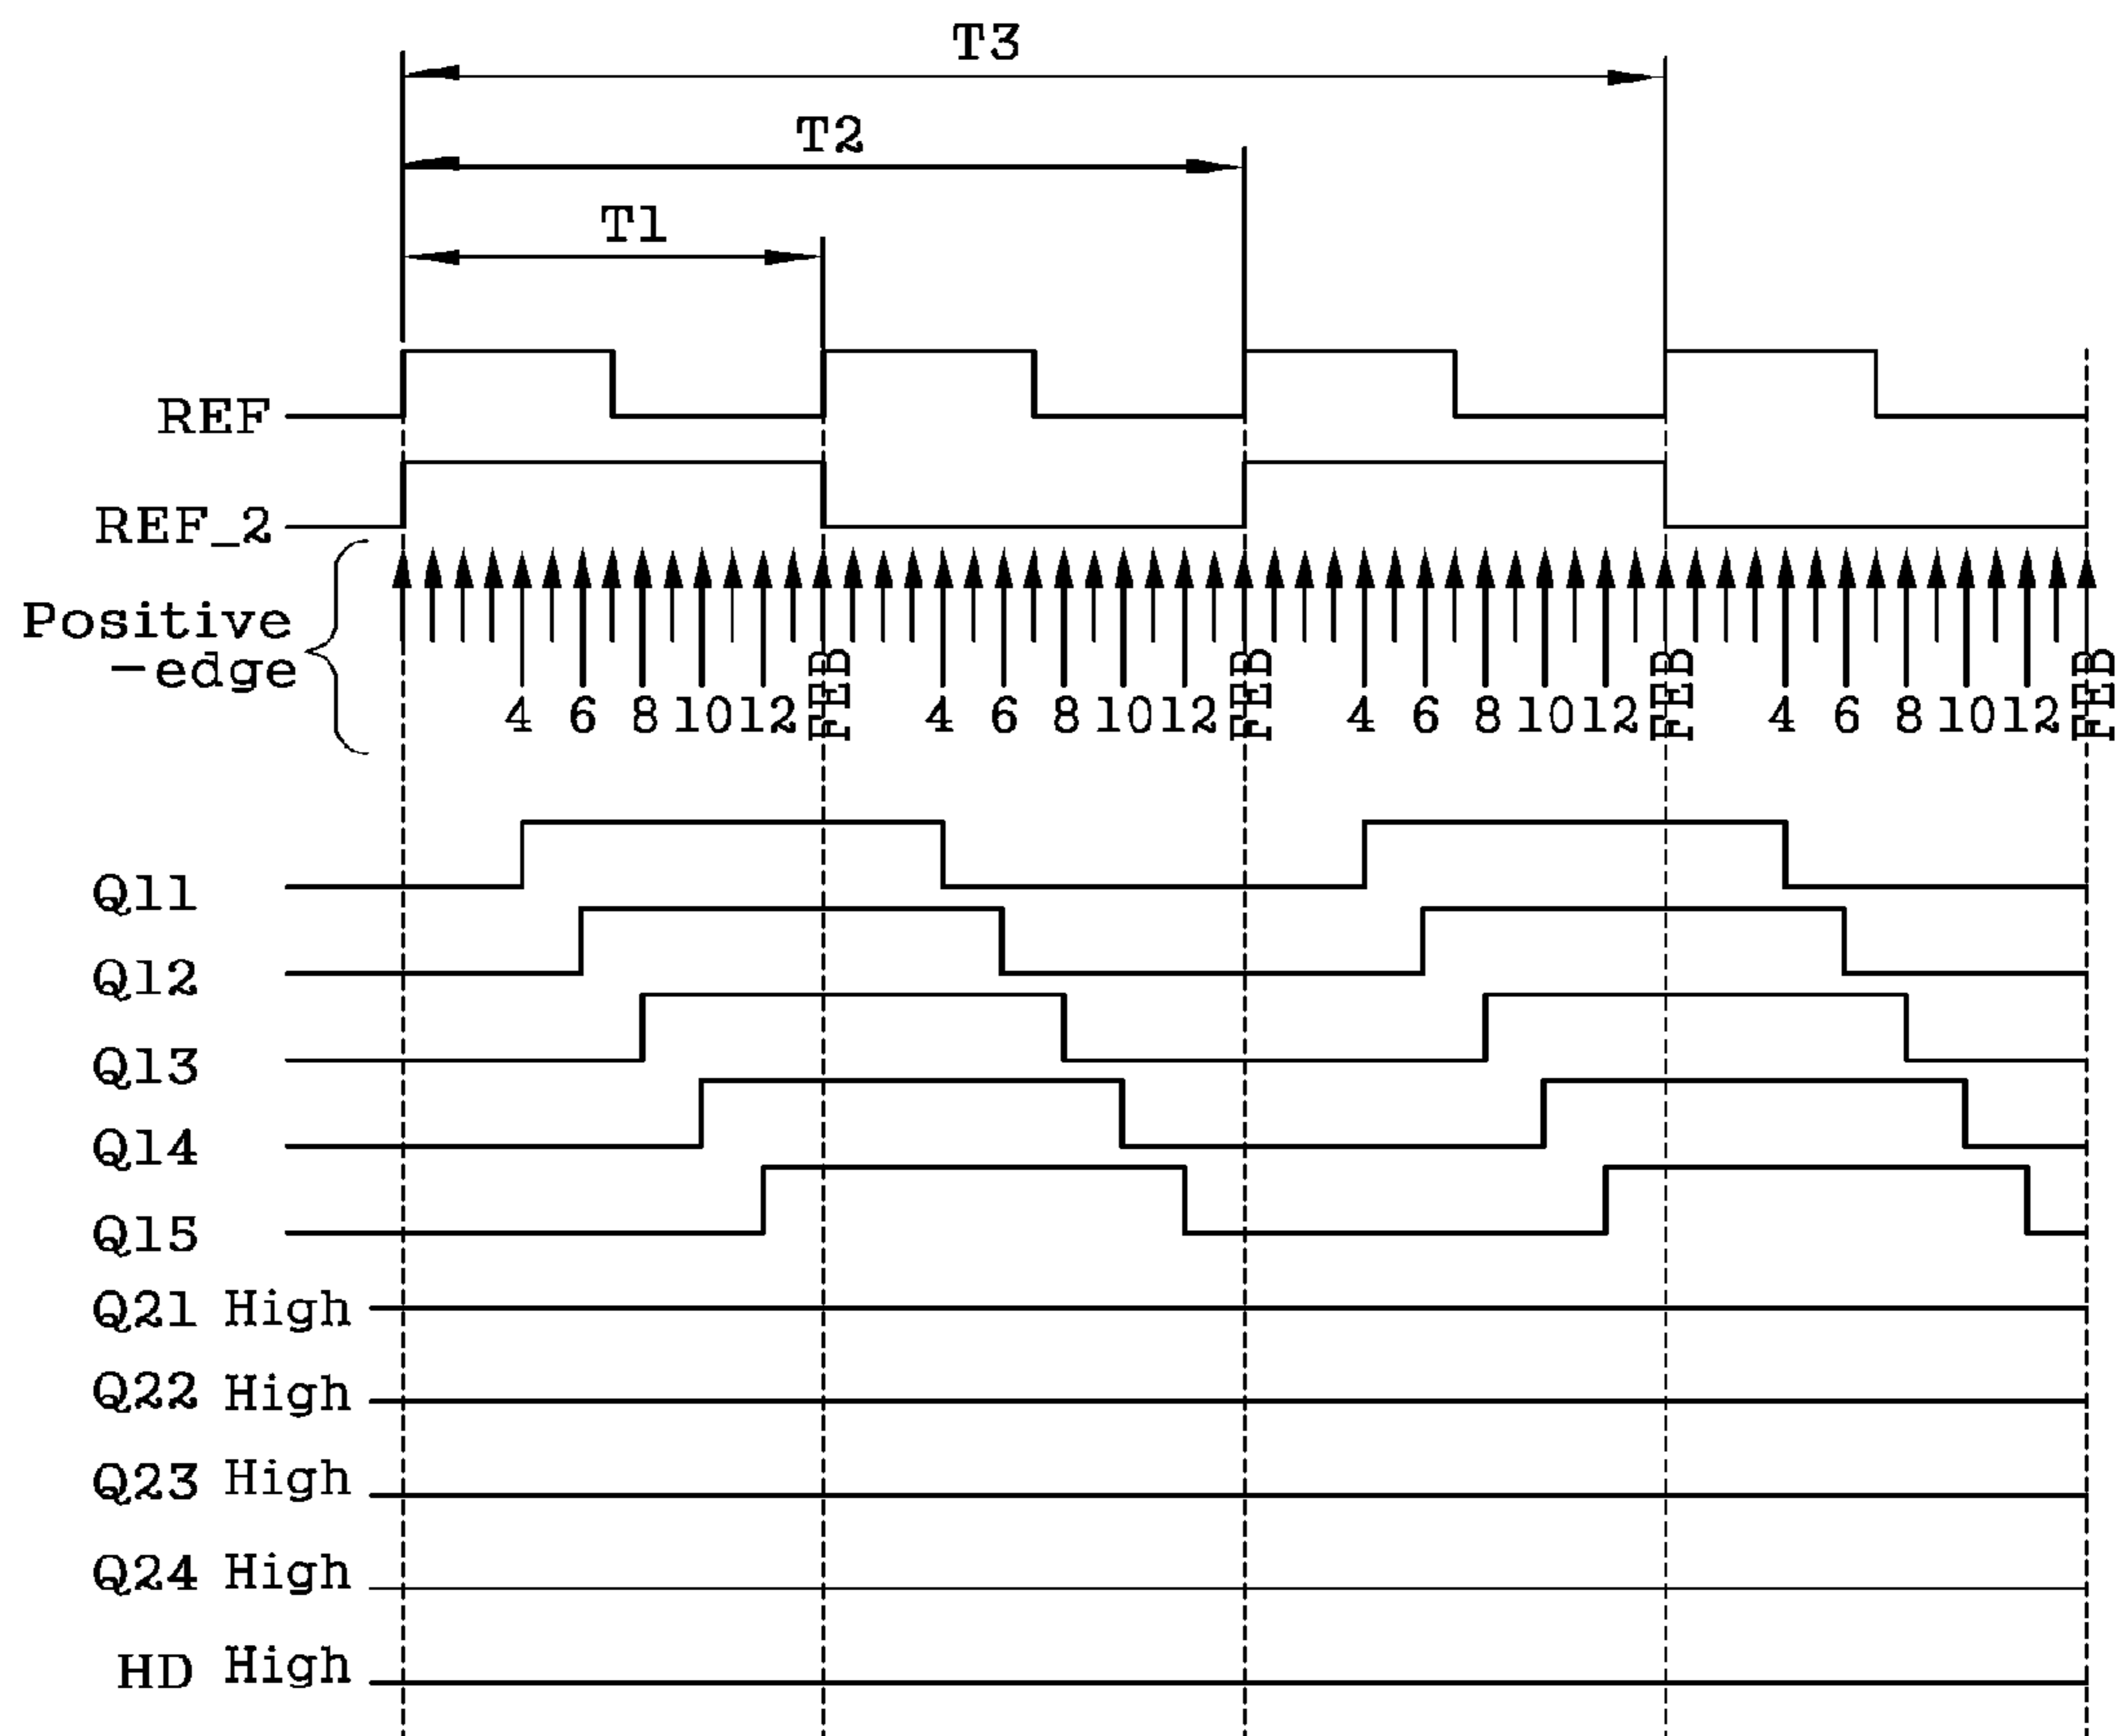 T3
T2
T1
REF
REF_2
Positive
-edge
4 6 8 10 12 FEB 4 6 8 10 12 FEB 4 6 8 10 12 FEB 4 6 8 10 12 FEB
Q11
Q12
Q13
Q14
Q15
Q21 High
Q22 High
Q23 High
Q24 High
HD High